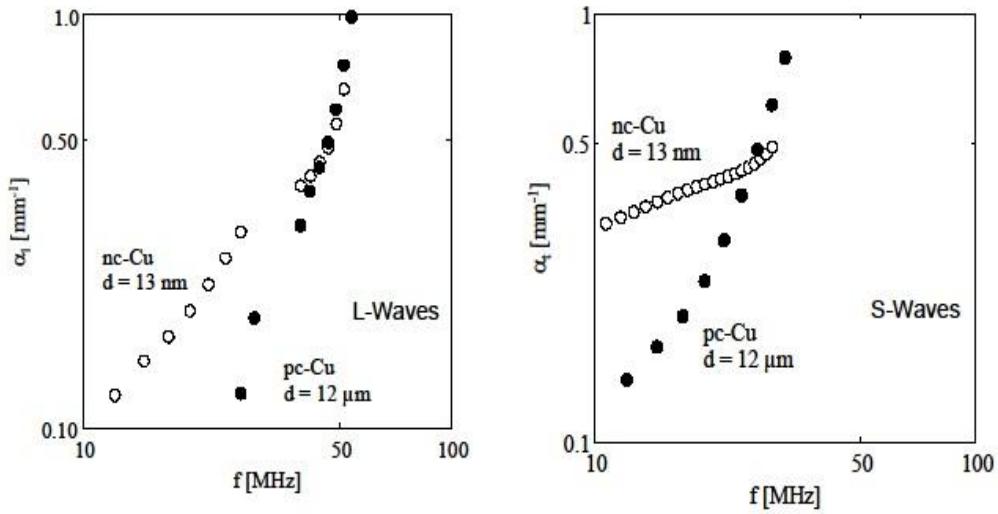 1.0
0.50
0.10
α₁ [mm⁻¹]
nc-Cu
d = 13 nm
L-Waves
pc-Cu
d = 12 µm
10
50
100
f [MHz]
1
0.5
0.1
αₜ [mm⁻¹]
nc-Cu
d = 13 nm
S-Waves
pc-Cu
d = 12 µm
10
50
100
f [MHz]